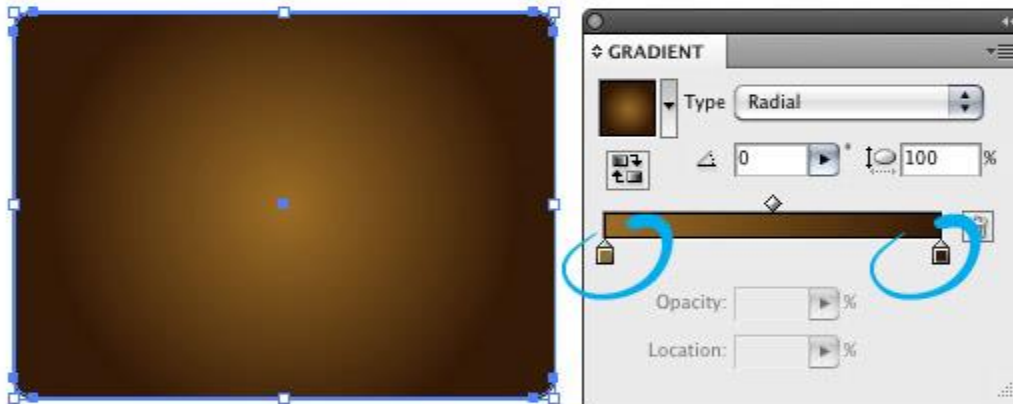 GRADIENT
Type Radial
0 ° 100 %
Opacity: %
Location: %